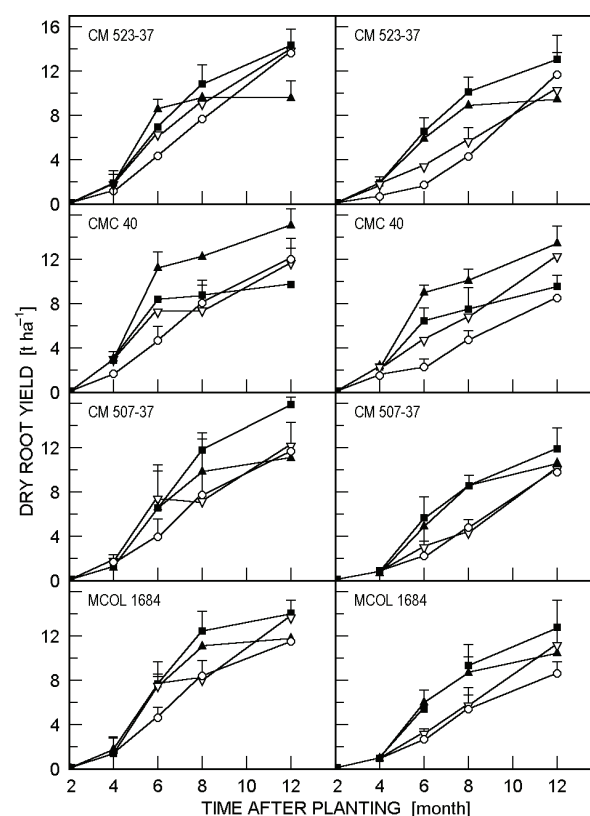 16
12
8
4
0
CM 523-37
CM 523-37
12
8
4
0
CMC 40
CMC 40
12
8
4
0
CM 507-37
CM 507-37
12
8
4
0
MCOL 1684
MCOL 1684
DRY ROOT YIELD [t ha⁻¹]
2 4 6 8 10 12 2 4 6 8 10 12
TIME AFTER PLANTING [month]